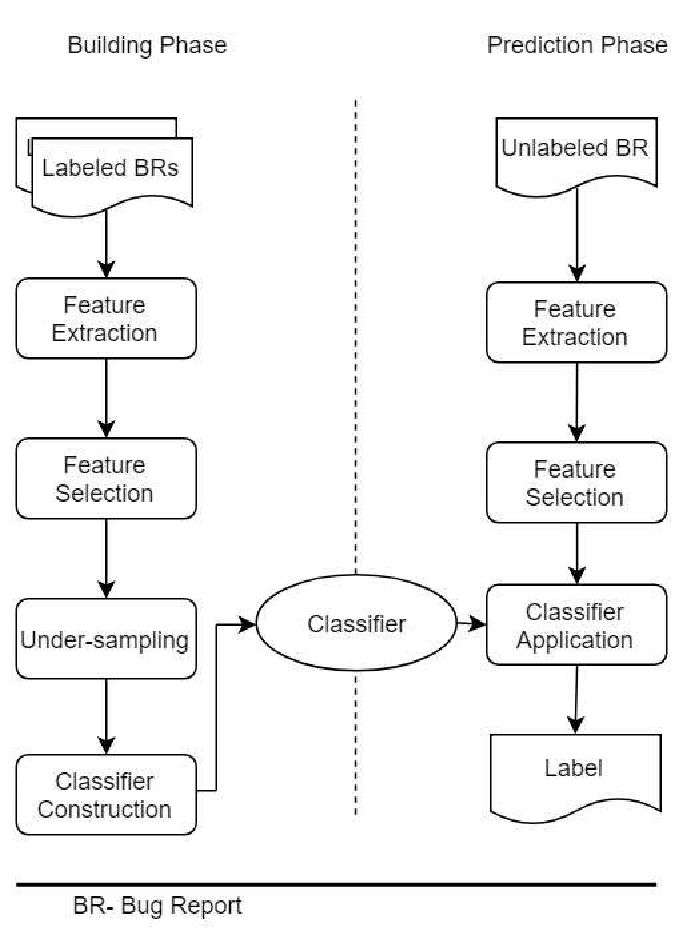 Building Phase
Prediction Phase
Labeled BRs
Feature
Extraction
Feature
Selection
Under-sampling
Classifier
Construction
Classifier
Unlabeled BR
Feature
Extraction
Feature
Selection
Classifier
Application
Label
BR- Bug Report